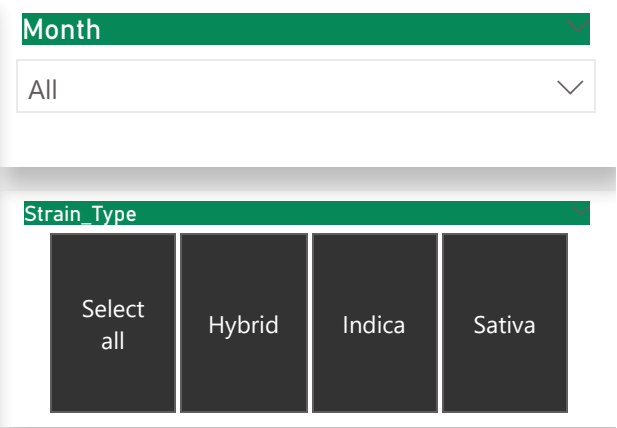 Month
All
Strain_Type
Select
all
Hybrid
Indica
Sativa